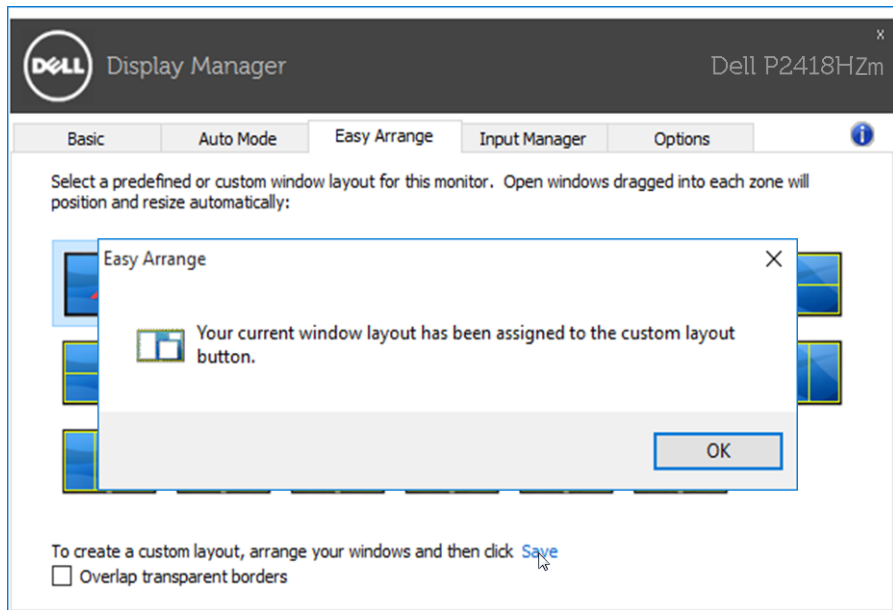 DELL
Display Manager
x
Dell P2418HZm
Basic
Auto Mode
Easy Arrange
Input Manager
Options
i
Select a predefined or custom window layout for this monitor. Open windows dragged into each zone will
position and resize automatically:
Easy Arrange
Your current window layout has been assigned to the custom layout
button.
OK
To create a custom layout, arrange your windows and then click Save
Overlap transparent borders